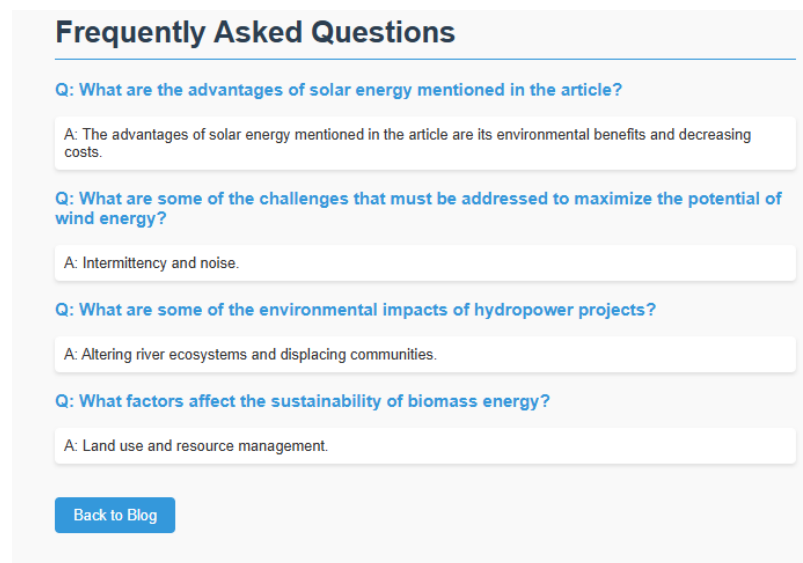 Frequently Asked Questions
Q: What are the advantages of solar energy mentioned in the article?
A: The advantages of solar energy mentioned in the article are its environmental benefits and decreasing
costs.
Q: What are some of the challenges that must be addressed to maximize the potential of
wind energy?
A: Intermittency and noise.
Q: What are some of the environmental impacts of hydropower projects?
A: Altering river ecosystems and displacing communities.
Q: What factors affect the sustainability of biomass energy?
A: Land use and resource management.
Back to Blog